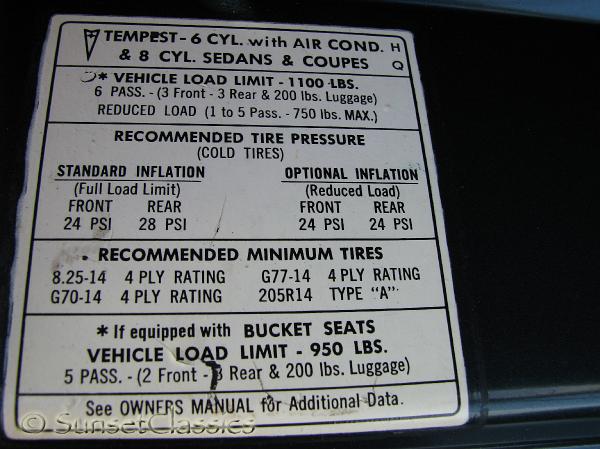 TEMPEST - 6 CYL. with AIR COND. H
& 8 CYL. SEDANS & COUPES Q
* VEHICLE LOAD LIMIT - 1100 LBS.
6 PASS. - (3 Front - 3 Rear & 200 lbs. Luggage)
REDUCED LOAD (1 to 5 Pass. - 750 lbs. MAX.)
RECOMMENDED TIRE PRESSURE
(COLD TIRES)
STANDARD INFLATION OPTIONAL INFLATION
(Full Load Limit) (Reduced Load)
FRONT REAR FRONT REAR
24 PSI 28 PSI 24 PSI 24 PSI
RECOMMENDED MINIMUM TIRES
8.25-14 4 PLY RATING G77-14 4 PLY RATING
G70-14 4 PLY RATING 205R14 TYPE "A"
* If equipped with BUCKET SEATS
VEHICLE LOAD LIMIT - 950 LBS.
5 PASS. - (2 Front - 3 Rear & 200 lbs. Luggage)
See OWNERS MANUAL for Additional Data.
© SunsetClassics